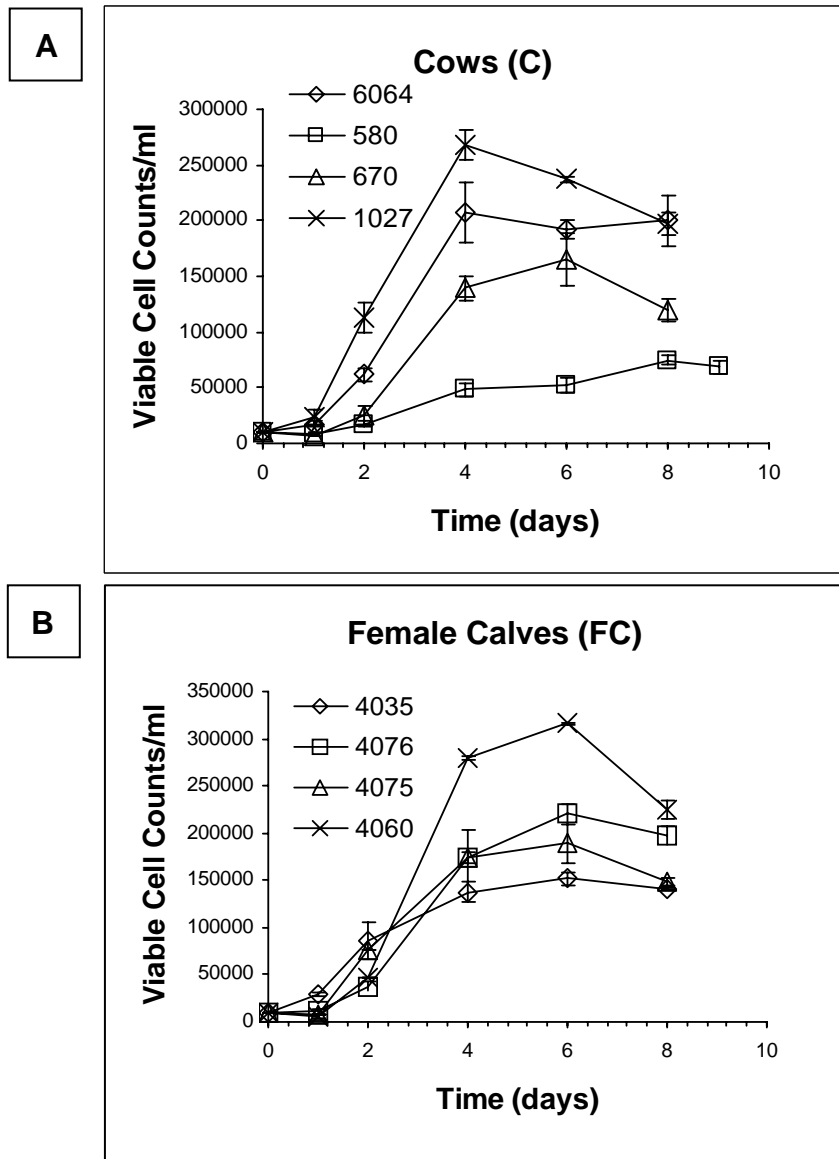 A
Cows (C)
6064
580
670
1027
300000
250000
200000
150000
100000
50000
0
Viable Cell Counts/ml
0 2 4 6 8 10
Time (days)
B
Female Calves (FC)
4035
4076
4075
4060
350000
300000
250000
200000
150000
100000
50000
0
Viable Cell Counts/ml
0 2 4 6 8 10
Time (days)